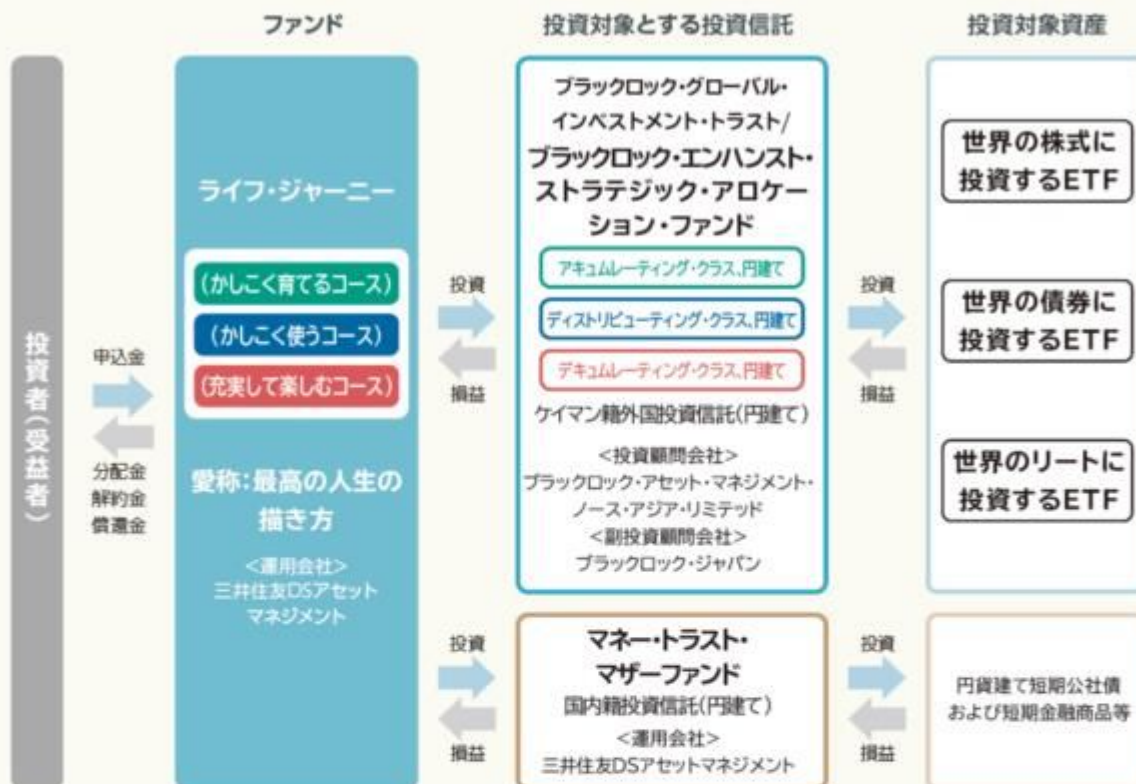 ファンド
投資対象とする投資信託
投資対象資産
投資者(受益者)
申込金
分配金
解約金
償還金
ライフ・ジャーニー
(かしこく育てるコース)
(かしこく使うコース)
(充実して楽しむコース)
愛称:最高の人生の
描き方
<運用会社>
三井住友DSアセット
マネジメント
投資
損益
投資
損益
ブラックロック・グローバル・
インベストメント・トラスト/
ブラックロック・エンハンスト・
ストラテジック・アロケー
ション・ファンド
アキュムレーティング・クラス、円建て
ディストリビューティング・クラス、円建て
デキュムレーティング・クラス、円建て
ケイマン籍外国投資信託(円建て)
<投資顧問会社>
ブラックロック・アセット・マネジメント・
ノース・アジア・リミテッド
<副投資顧問会社>
ブラックロック・ジャパン
マネー・トラスト・
マザーファンド
国内籍投資信託(円建て)
<運用会社>
三井住友DSアセットマネジメント
投資
損益
投資
損益
世界の株式に
投資するETF
世界の債券に
投資するETF
世界のリートに
投資するETF
円貨建て短期公社債
および短期金融商品等